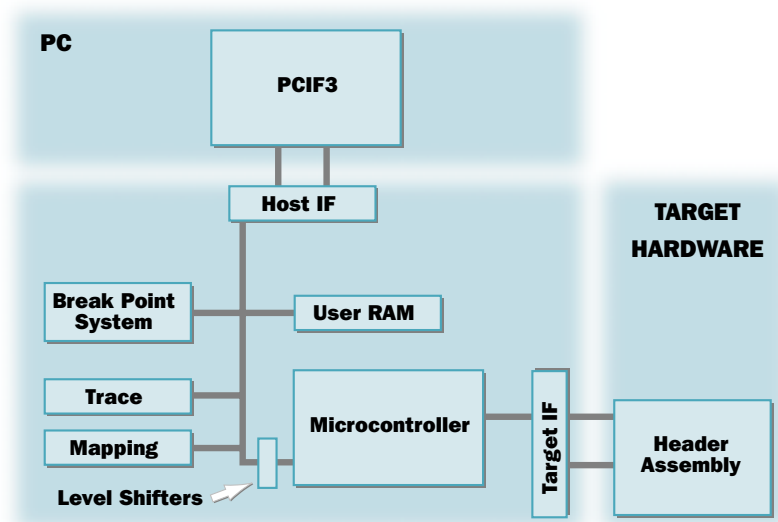 PC
PCIF3
Host IF
TARGET
HARDWARE
Break Point
System
User RAM
Trace
Microcontroller
Target IF
Mapping
Header
Assembly
Level Shifters